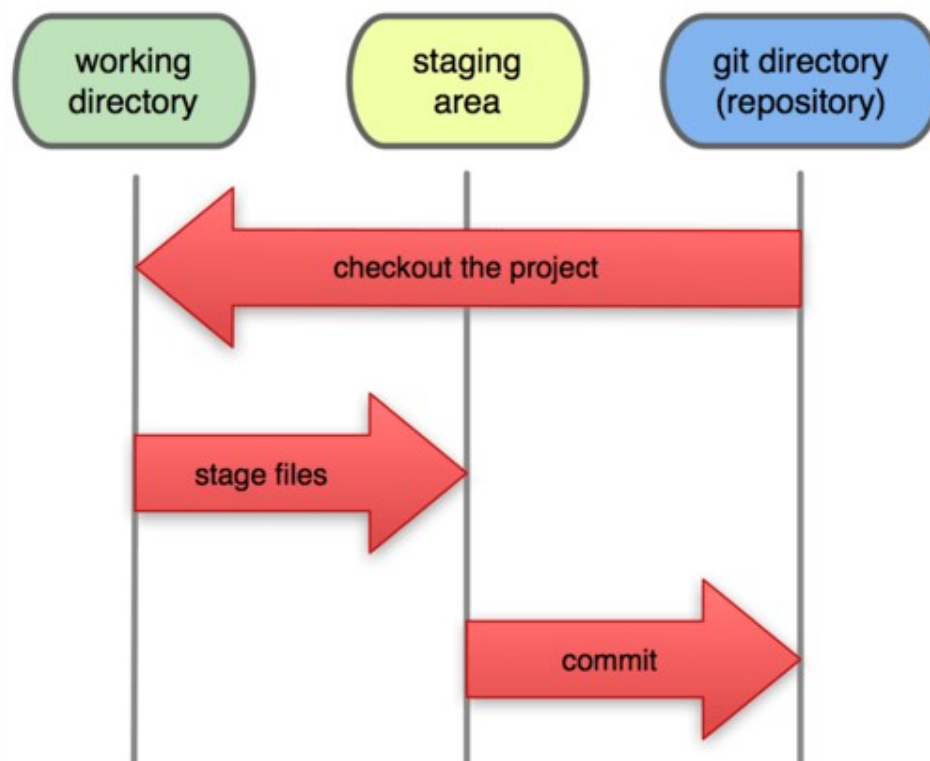 working
directory
staging
area
git directory
(repository)
checkout the project
stage files
commit